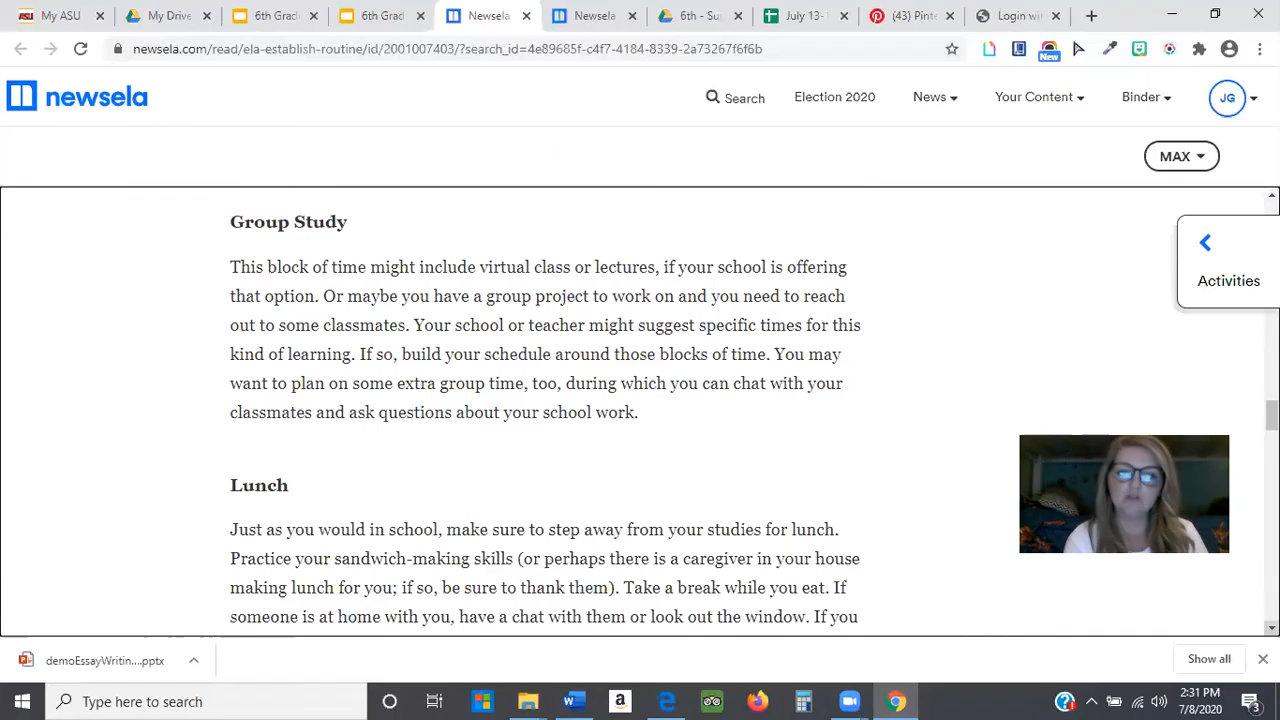 My ASU
My Drive
6th Grad
6th Grad
Newsela
Newsela
6th - Su
July 13-
(43) Pint
Login wi
newsela.com/read/ela-establish-routine/id/2001007403/?search_id=4e89685f-c4f7-4184-8339-2a73267f6f6b
New
newsela
Search
Election 2020
News
Your Content
Binder
JG
MAX
Group Study
This block of time might include virtual class or lectures, if your school is offering
that option. Or maybe you have a group project to work on and you need to reach
out to some classmates. Your school or teacher might suggest specific times for this
kind of learning. If so, build your schedule around those blocks of time. You may
want to plan on some extra group time, too, during which you can chat with your
classmates and ask questions about your school work.
Activities
Lunch
Just as you would in school, make sure to step away from your studies for lunch.
Practice your sandwich-making skills (or perhaps there is a caregiver in your house
making lunch for you; if so, be sure to thank them). Take a break while you eat. If
someone is at home with you, have a chat with them or look out the window. If you
demoEssayWritin....pptx
Show all
Type here to search
2:31 PM
7/8/2020
3